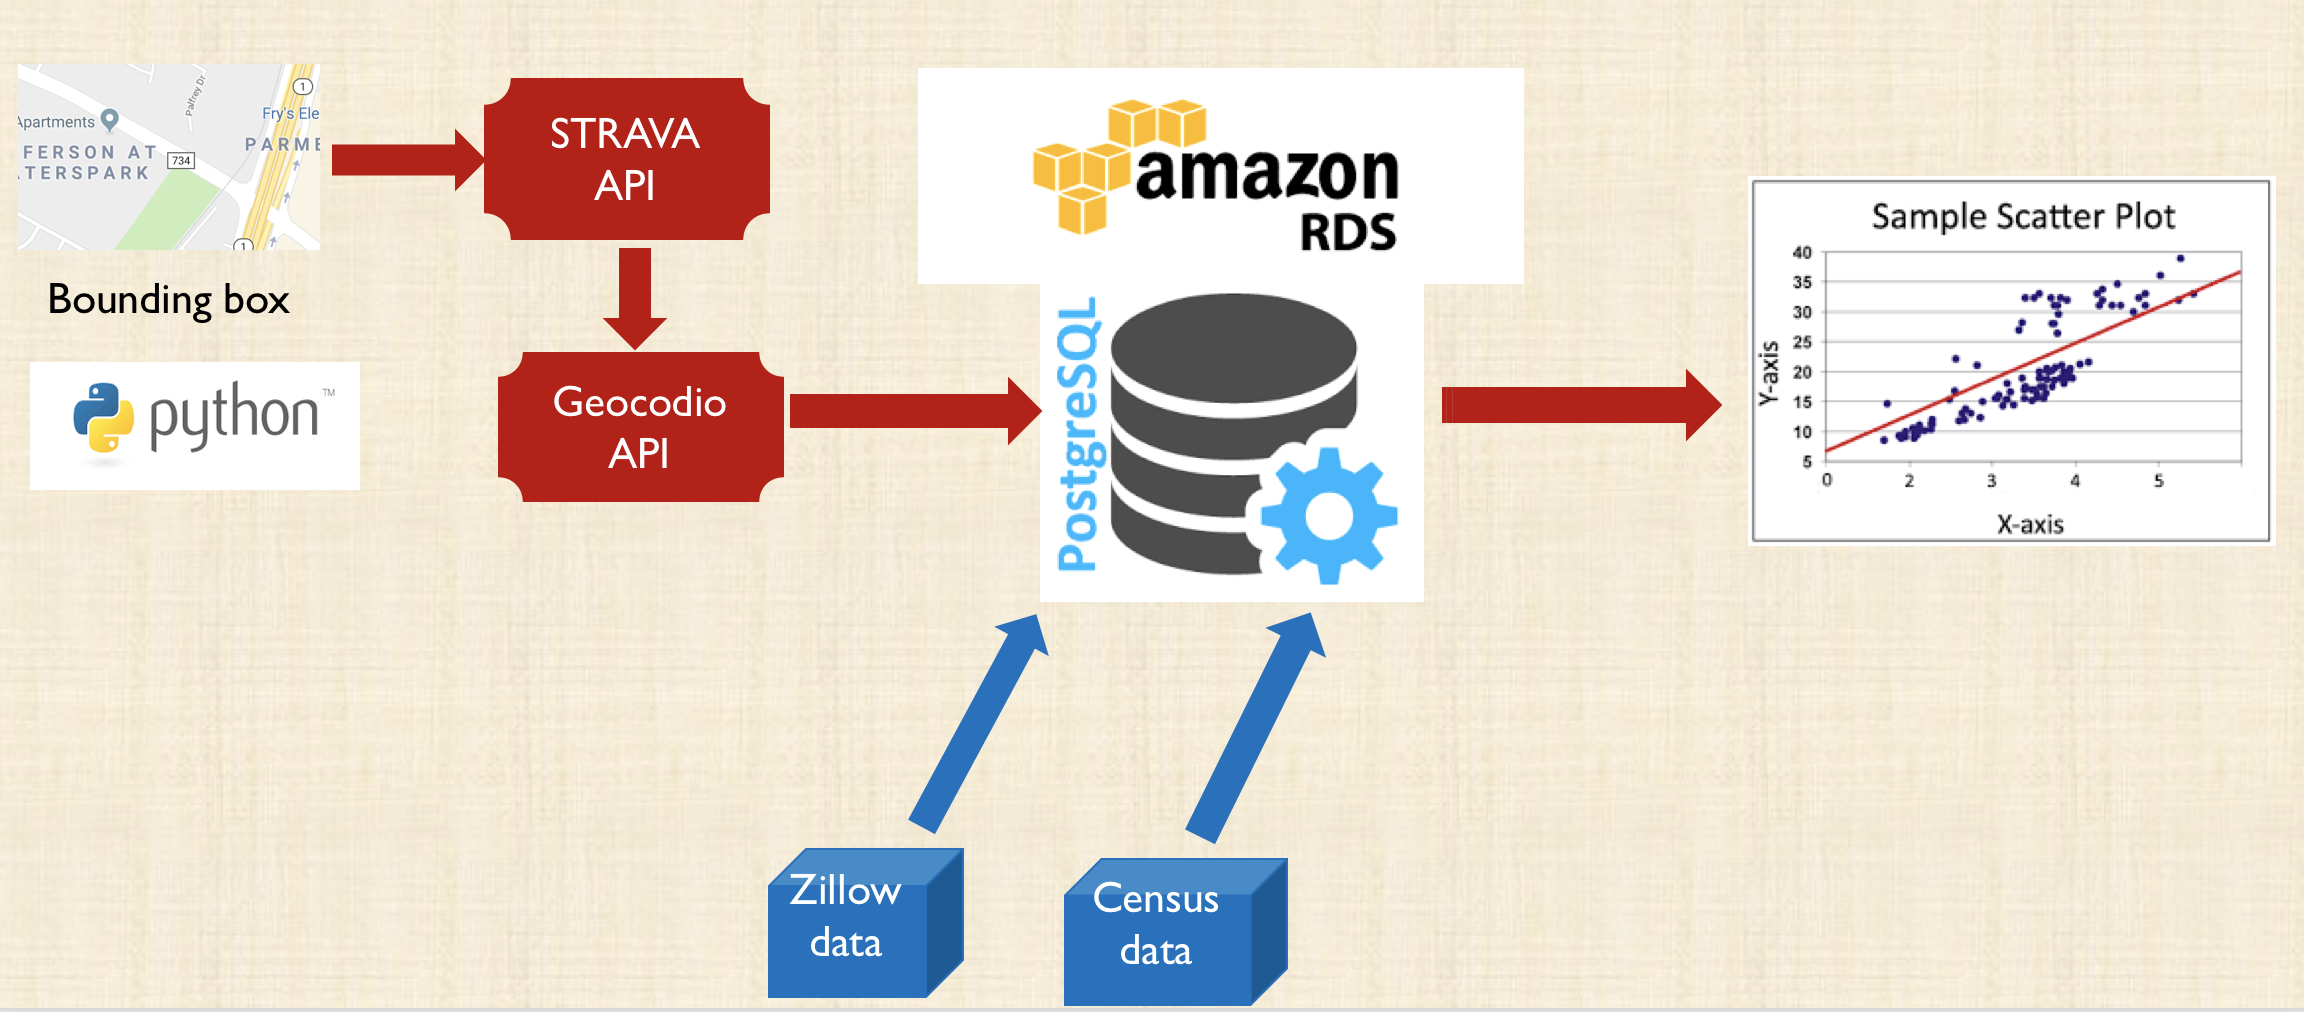 Palfrey Dr
1
Fry's Ele
Apartments
PARME
FERSON AT
734
TERSPARK
1
Bounding box
python™
STRAVA
API
Geocodio
API
amazon
RDS
PostgreSQL
Zillow
data
Census
data
Sample Scatter Plot
40
35
30
25
20
15
10
5
Y-axis
0 2 3 4 5
X-axis